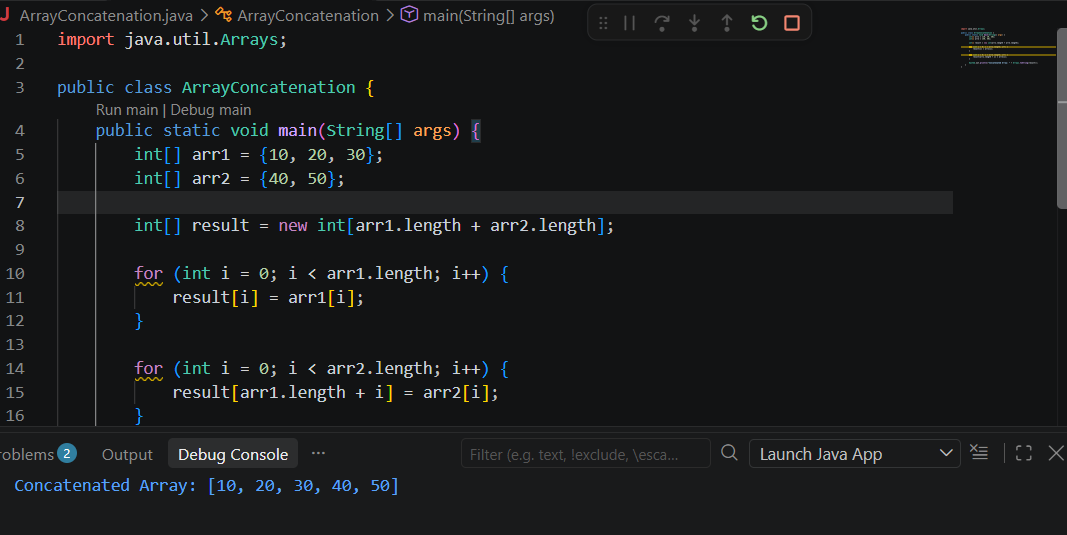 J ArrayConcatenation.java > ArrayConcatenation > main(String[] args)
1 import java.util.Arrays;
2
3 public class ArrayConcatenation {
Run main | Debug main
4 public static void main(String[] args) {
5 int[] arr1 = {10, 20, 30};
6 int[] arr2 = {40, 50};
7
8 int[] result = new int[arr1.length + arr2.length];
9
10 for (int i = 0; i < arr1.length; i++) {
11 result[i] = arr1[i];
12 }
13
14 for (int i = 0; i < arr2.length; i++) {
15 result[arr1.length + i] = arr2[i];
16 }
roblems 2 Output Debug Console ... Filter (e.g. text, !exclude, \esca... Launch Java App
Concatenated Array: [10, 20, 30, 40, 50]